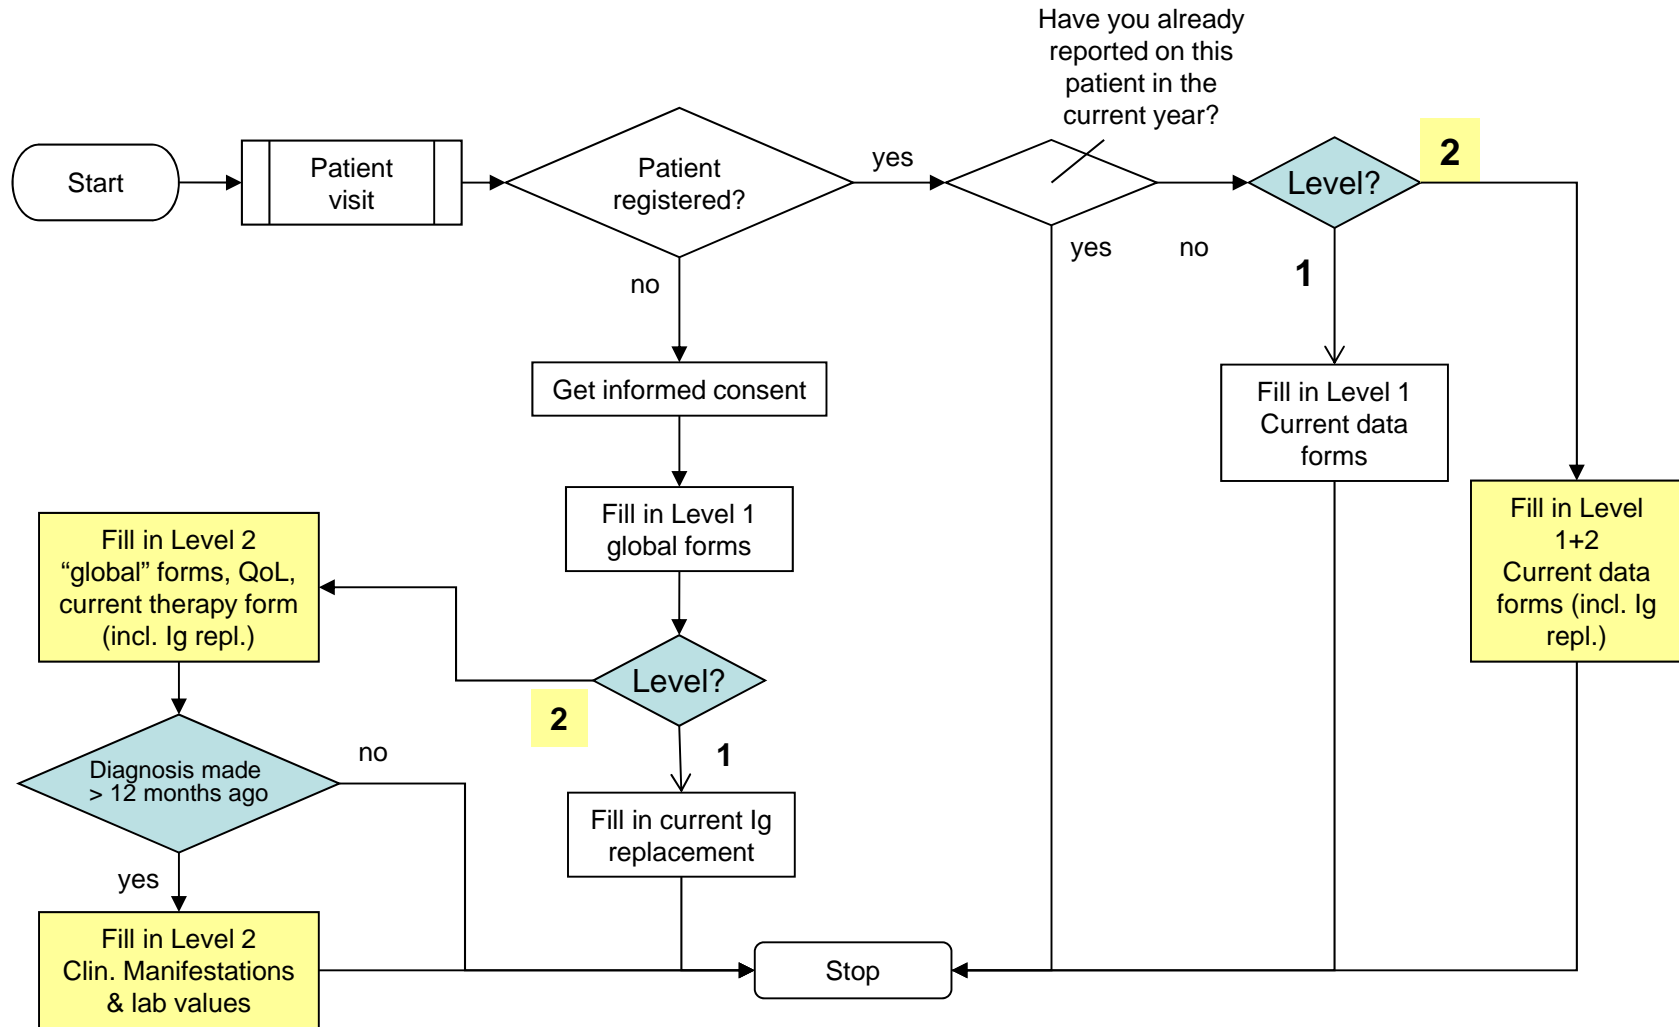 Have you already
reported on this
patient in the
current year?
Start
Patient
visit
Patient
registered?
yes
Level?
2
yes
no
1
no
Get informed consent
Fill in Level 1
Current data
forms
Fill in Level 1
global forms
Fill in Level
1+2
Current data
forms (incl. Ig
repl.)
Fill in Level 2
“global” forms, QoL,
current therapy form
(incl. Ig repl.)
Level?
2
1
Diagnosis made
> 12 months ago
no
Fill in current Ig
replacement
yes
Fill in Level 2
Clin. Manifestations
& lab values
Stop